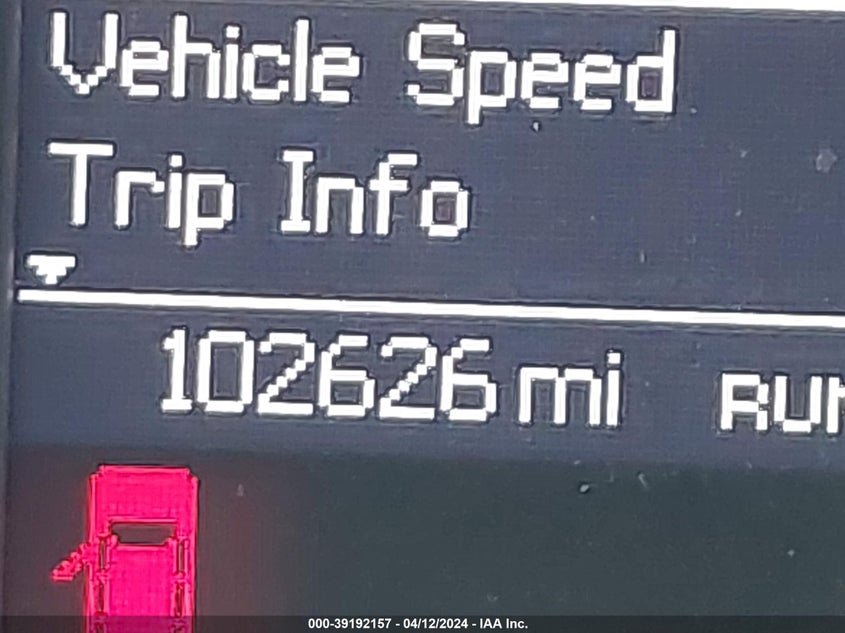 Vehicle Speed
Trip Info
102626 mi
000-39192157 - 04/12/2024 - IAA Inc.